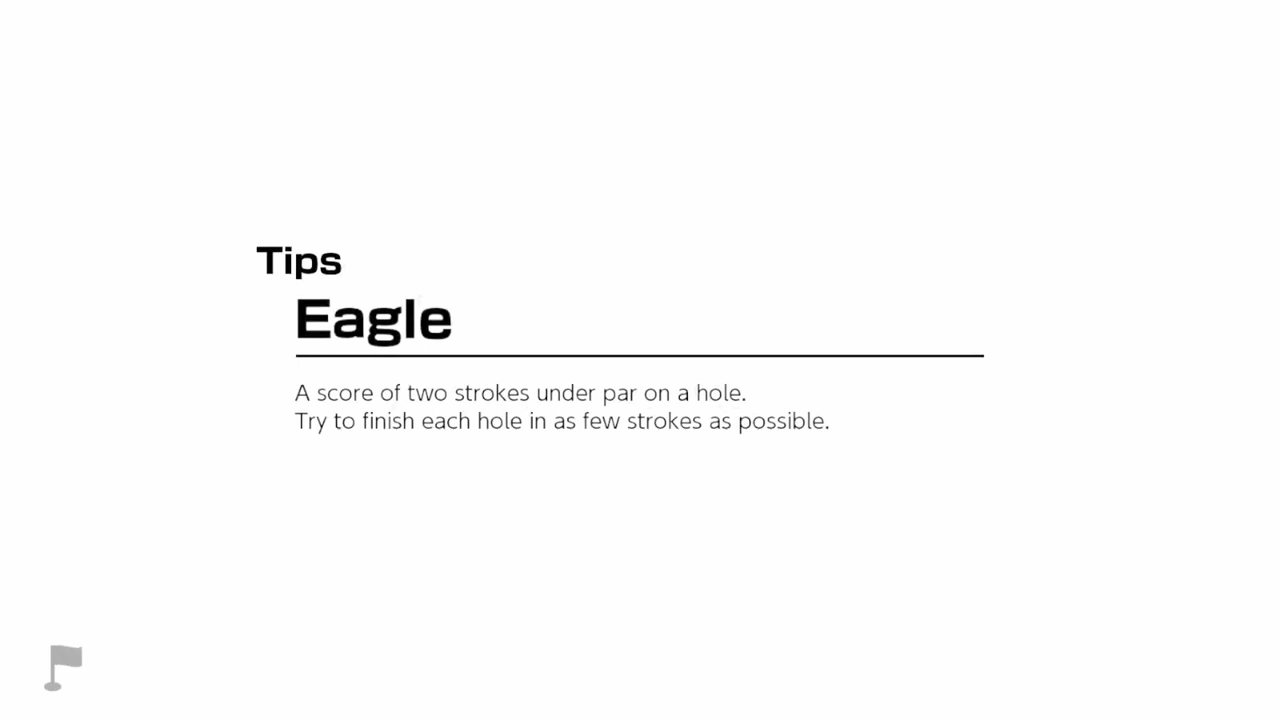 Tips
Eagle
A score of two strokes under par on a hole.
Try to finish each hole in as few strokes as possible.